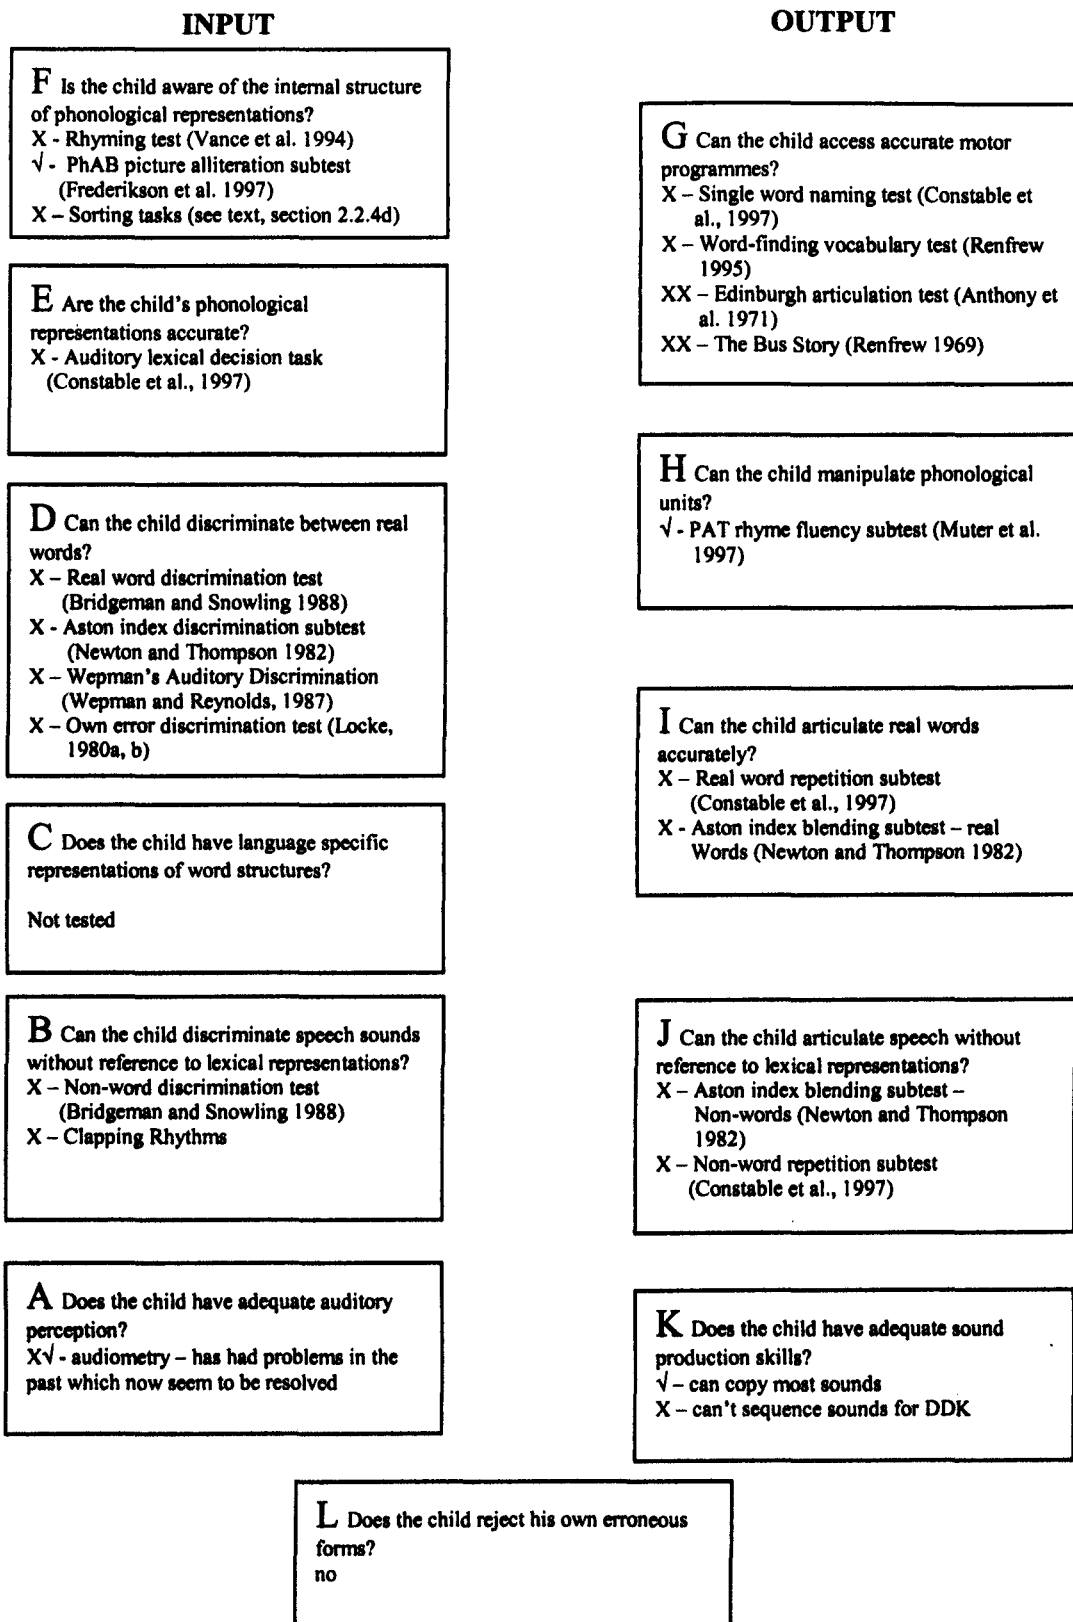 INPUT
F Is the child aware of the internal structure
of phonological representations?
X - Rhyming test (Vance et al. 1994)
√ - PhAB picture alliteration subtest
(Frederikson et al. 1997)
X – Sorting tasks (see text, section 2.2.4d)
E Are the child's phonological
representations accurate?
X - Auditory lexical decision task
(Constable et al., 1997)
D Can the child discriminate between real
words?
X – Real word discrimination test
(Bridgeman and Snowling 1988)
X - Aston index discrimination subtest
(Newton and Thompson 1982)
X – Wepman's Auditory Discrimination
(Wepman and Reynolds, 1987)
X – Own error discrimination test (Locke,
1980a, b)
C Does the child have language specific
representations of word structures?
Not tested
B Can the child discriminate speech sounds
without reference to lexical representations?
X – Non-word discrimination test
(Bridgeman and Snowling 1988)
X – Clapping Rhythms
A Does the child have adequate auditory
perception?
X√ - audiometry – has had problems in the
past which now seem to be resolved
OUTPUT
G Can the child access accurate motor
programmes?
X – Single word naming test (Constable et
al., 1997)
X – Word-finding vocabulary test (Renfrew
1995)
XX – Edinburgh articulation test (Anthony et
al. 1971)
XX – The Bus Story (Renfrew 1969)
H Can the child manipulate phonological
units?
√ - PAT rhyme fluency subtest (Muter et al.
1997)
I Can the child articulate real words
accurately?
X – Real word repetition subtest
(Constable et al., 1997)
X - Aston index blending subtest – real
Words (Newton and Thompson 1982)
J Can the child articulate speech without
reference to lexical representations?
X – Aston index blending subtest –
Non-words (Newton and Thompson
1982)
X – Non-word repetition subtest
(Constable et al., 1997)
K Does the child have adequate sound
production skills?
√ – can copy most sounds
X – can't sequence sounds for DDK
L Does the child reject his own erroneous
forms?
no